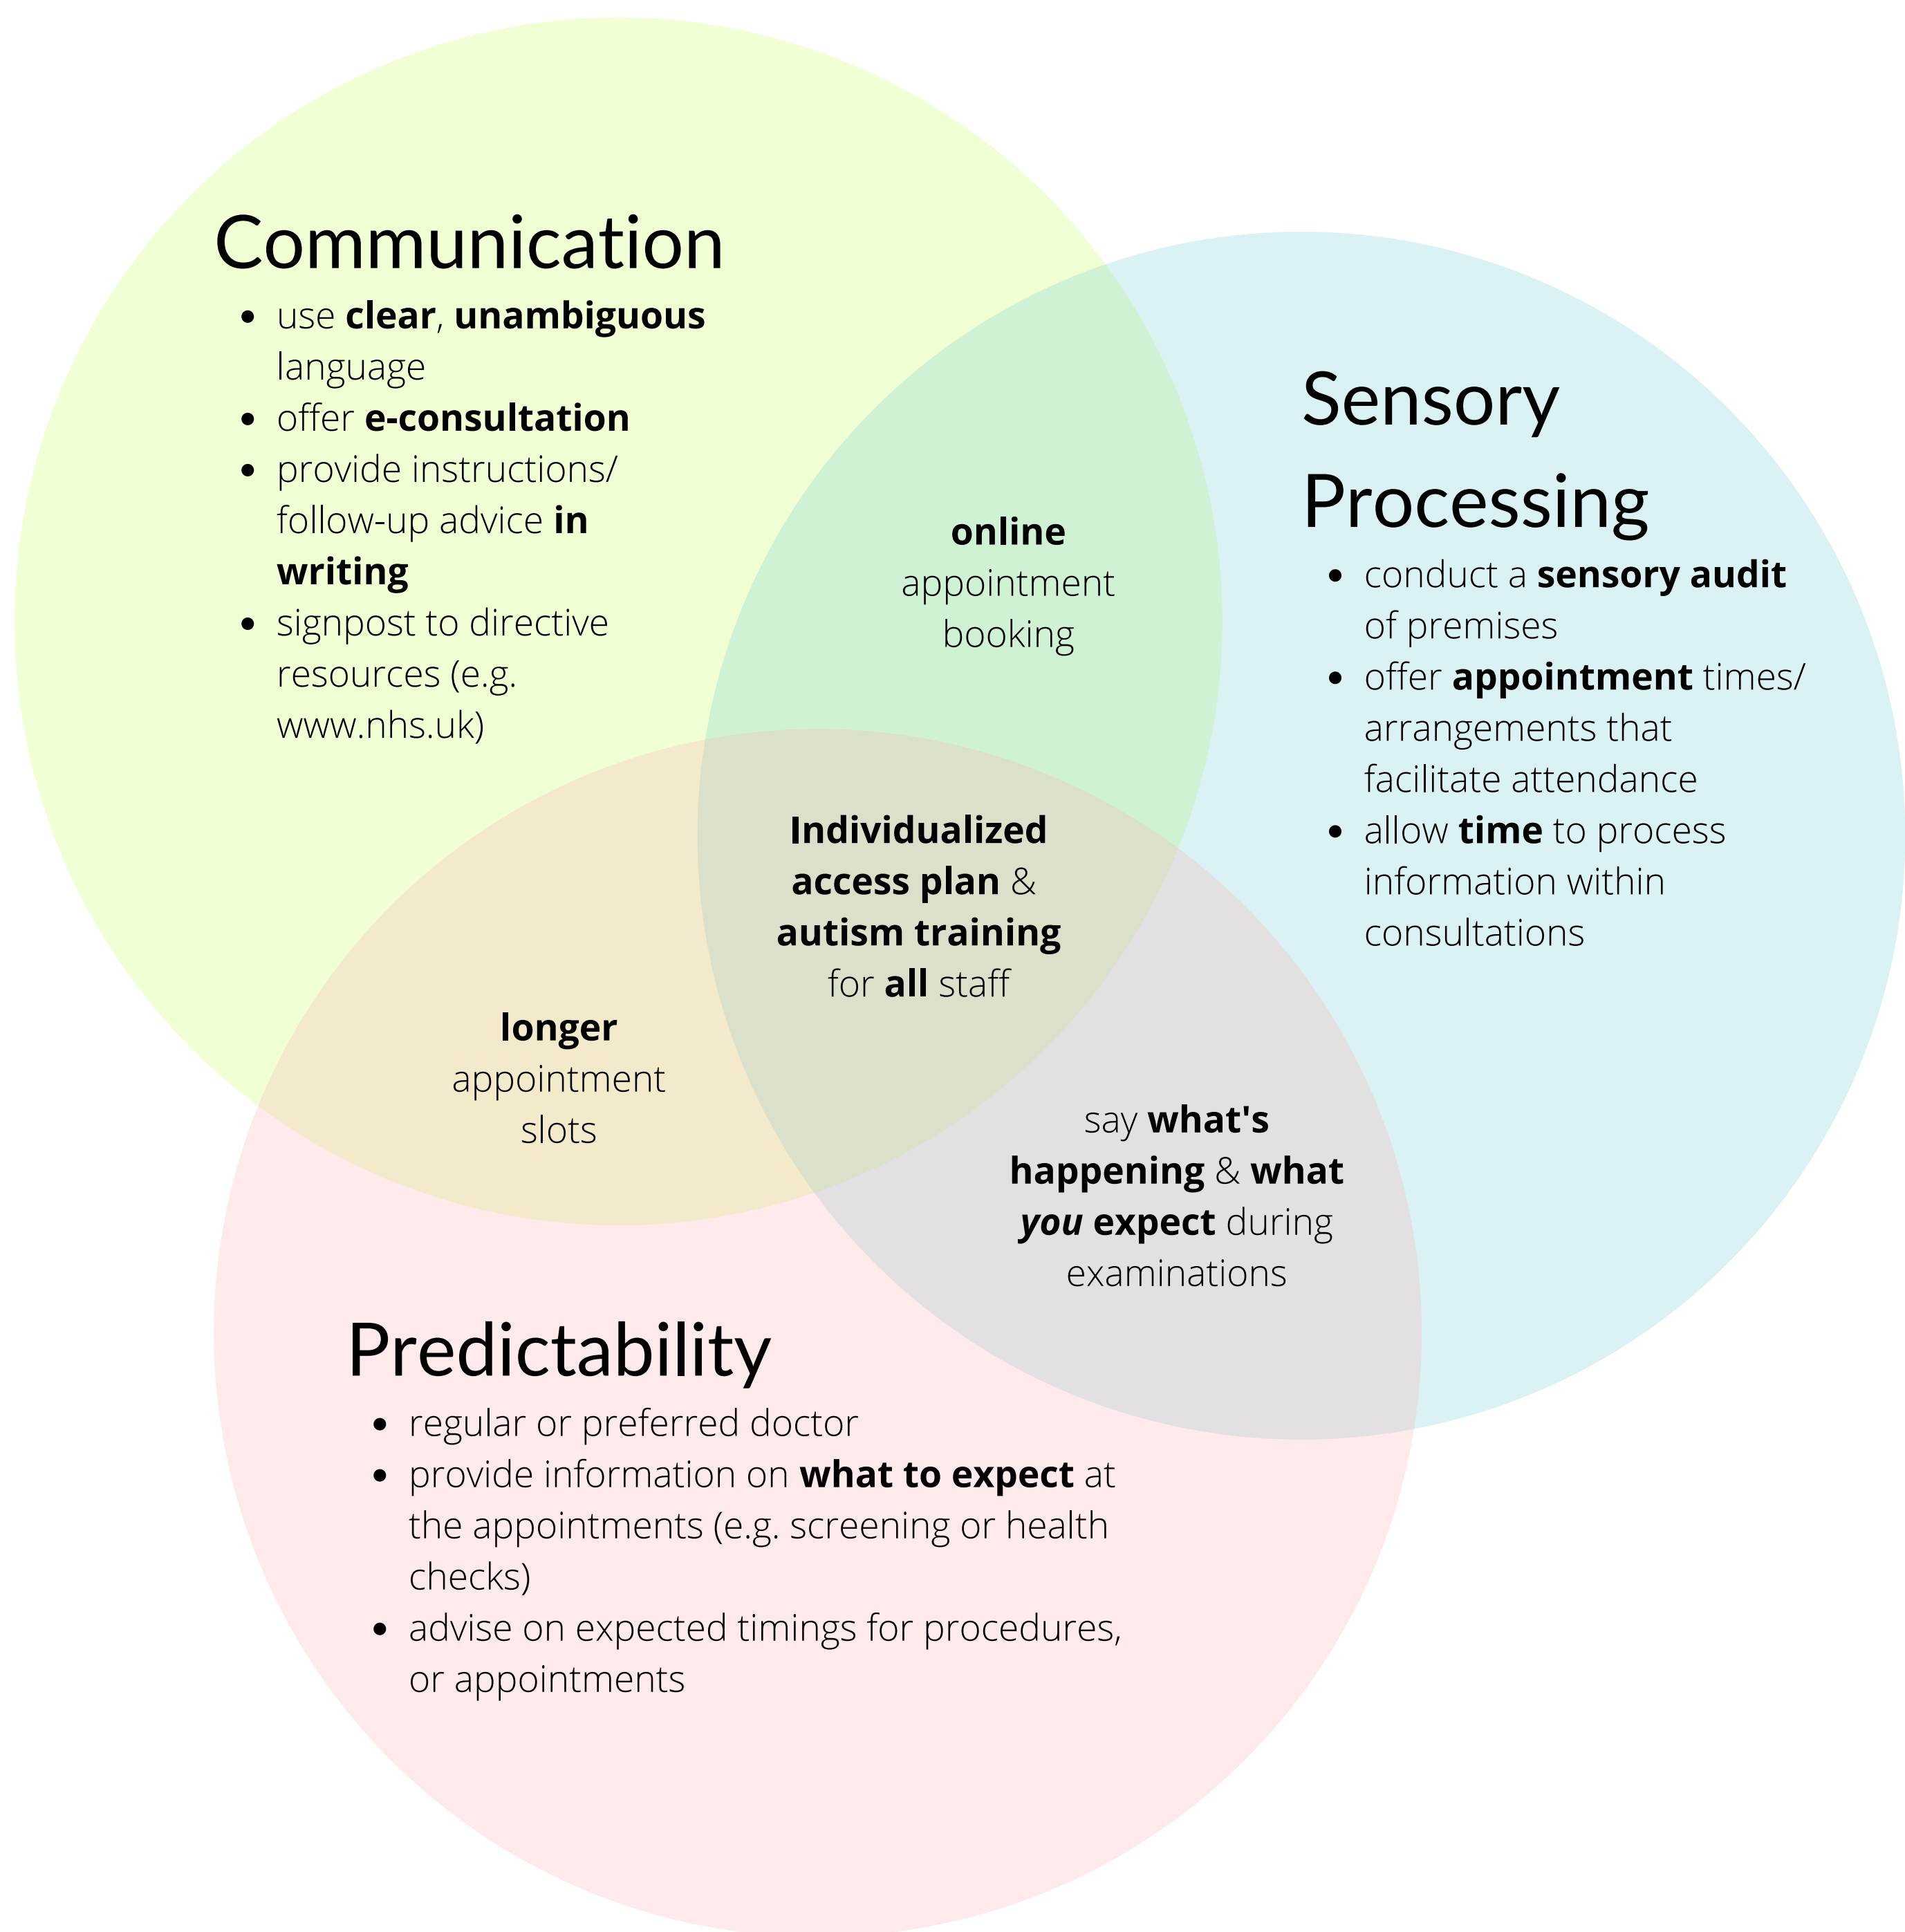 Communication
• use clear, unambiguous
language
• offer e-consultation
• provide instructions/
follow-up advice in
writing
• signpost to directive
resources (e.g.
www.nhs.uk)
Sensory
Processing
• conduct a sensory audit
of premises
• offer appointment times/
arrangements that
facilitate attendance
• allow time to process
information within
consultations
online
appointment
booking
Individualized
access plan &
autism training
for all staff
longer
appointment
slots
say what's
happening & what
you expect during
examinations
Predictability
• regular or preferred doctor
• provide information on what to expect at
the appointments (e.g. screening or health
checks)
• advise on expected timings for procedures,
or appointments